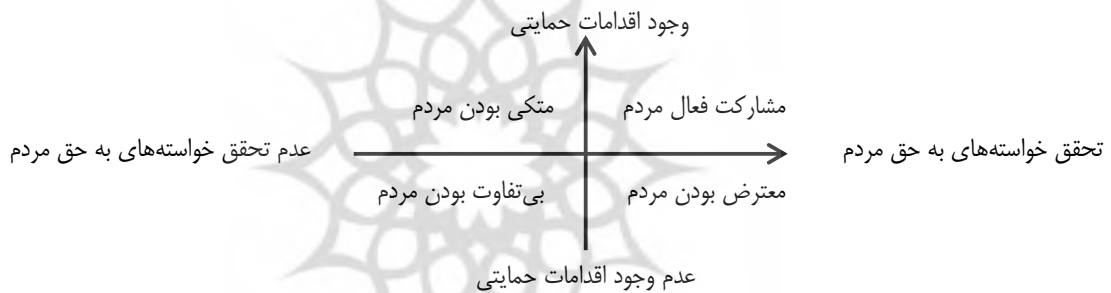 وجود اقدامات حمایتی
مشارکت فعال مردم
متکی بودن مردم
تحقق خواسته‌های به حق مردم
عدم تحقق خواسته‌های به حق مردم
معترض بودن مردم
بی‌تفاوت بودن مردم
عدم وجود اقدامات حمایتی